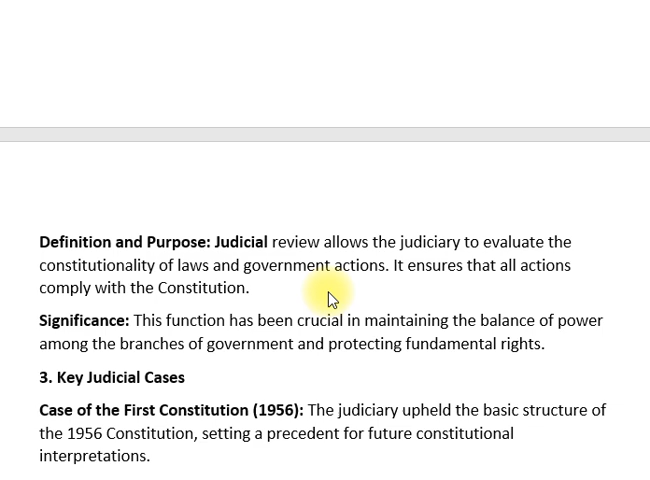 Definition and Purpose: Judicial review allows the judiciary to evaluate the
constitutionality of laws and government actions. It ensures that all actions
comply with the Constitution.
Significance: This function has been crucial in maintaining the balance of power
among the branches of government and protecting fundamental rights.
3. Key Judicial Cases
Case of the First Constitution (1956): The judiciary upheld the basic structure of
the 1956 Constitution, setting a precedent for future constitutional
interpretations.